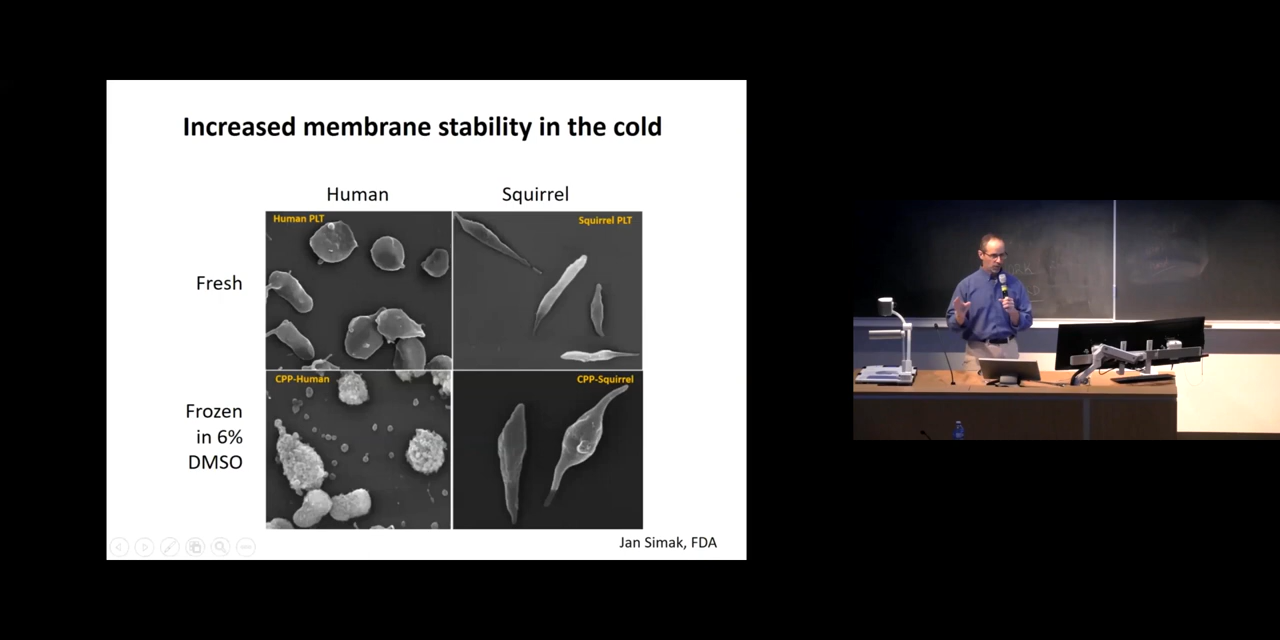 Increased membrane stability in the cold
Human
Squirrel
Human PLT
Squirrel PLT
Fresh
CPP-Human
CPP-Squirrel
Frozen
in 6%
DMSO
Jan Simak, FDA